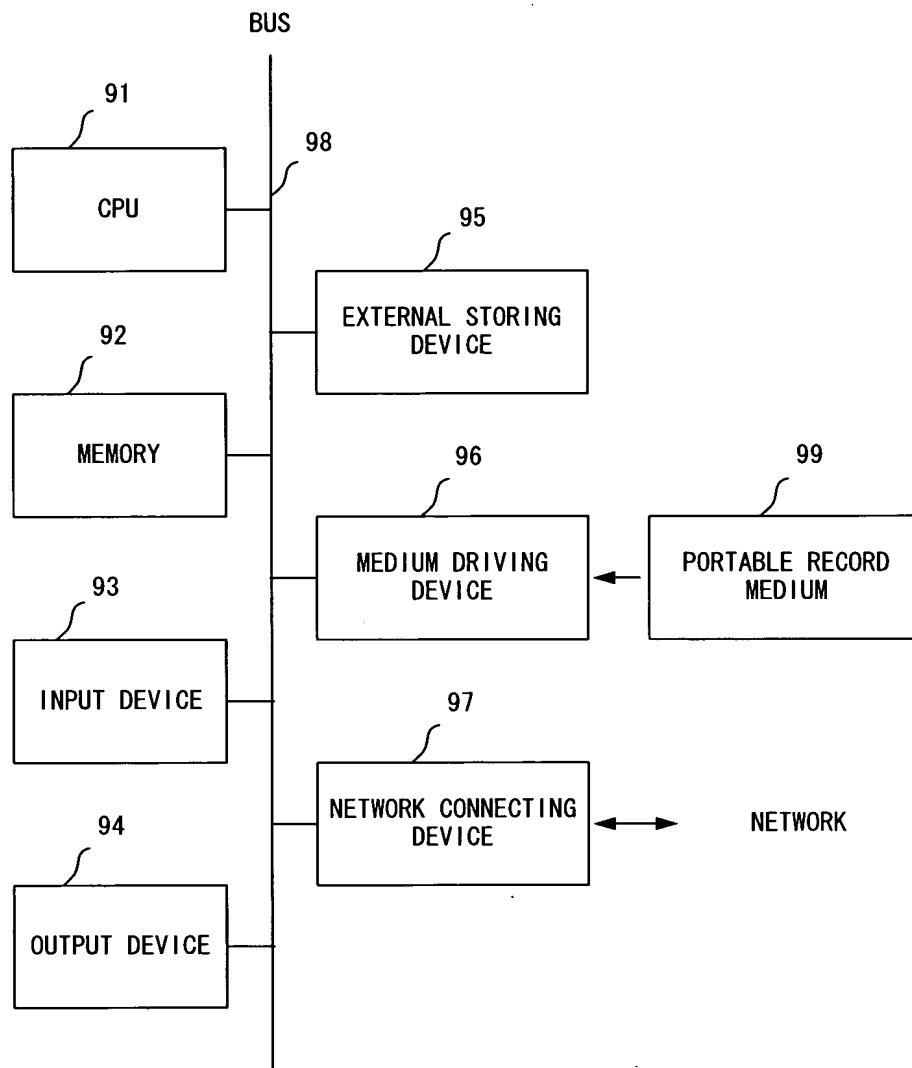 BUS
91
98
CPU
95
EXTERNAL STORING
DEVICE
92
MEMORY
96
99
MEDIUM DRIVING
DEVICE
PORTABLE RECORD
MEDIUM
93
INPUT DEVICE
97
NETWORK CONNECTING
DEVICE
NETWORK
94
OUTPUT DEVICE